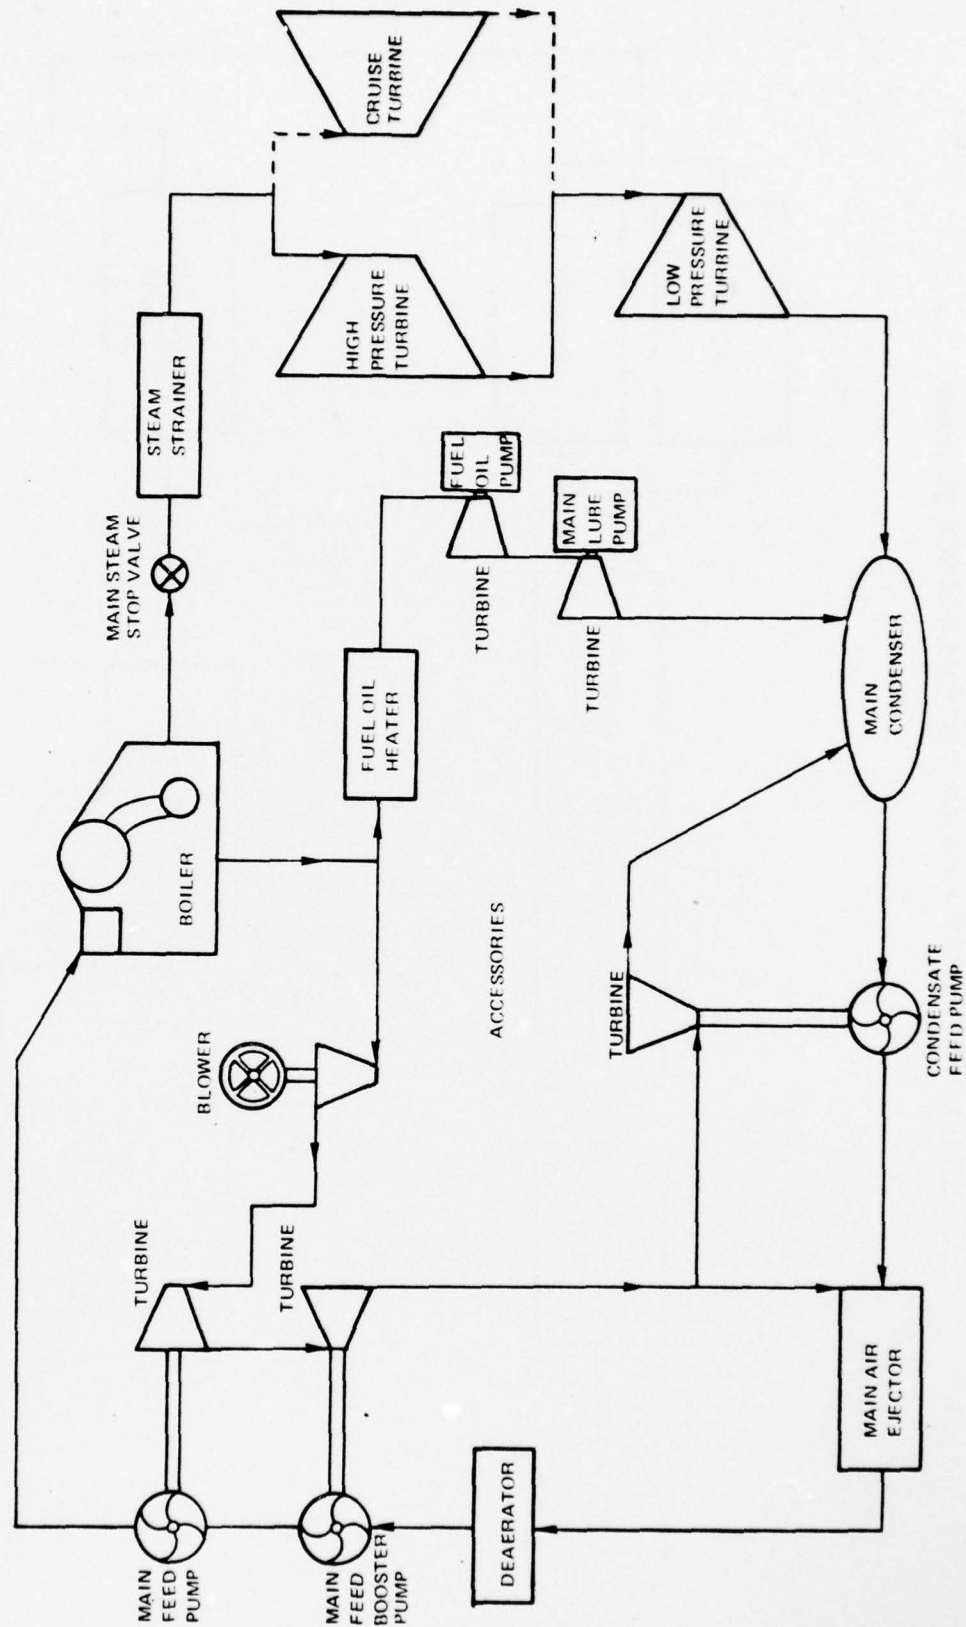 CRUISE
TURBINE
HIGH
PRESSURE
TURBINE
LOW
PRESSURE
TURBINE
STEAM
STRAINER
MAIN STEAM
STOP VALVE
FUEL
OIL
PUMP
TURBINE
MAIN
LUBE
PUMP
TURBINE
FUEL OIL
HEATER
BOILER
MAIN
CONDENSER
ACCESSORIES
BLOWER
TURBINE
CONDENSATE
FEED PUMP
TURBINE
TURBINE
MAIN AIR
EJECTOR
DEAERATOR
MAIN
FEED
PUMP
MAIN
FEED
BOOSTER
PUMP